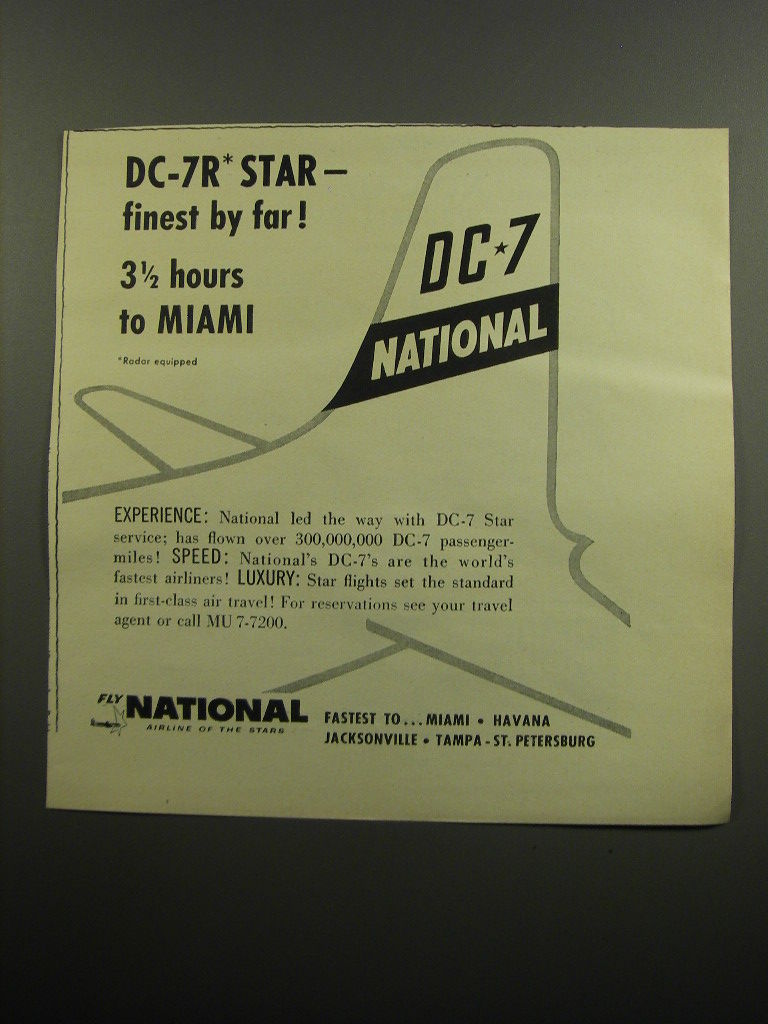 DC-7R* STAR –
finest by far!
3½ hours
to MIAMI
*Radar equipped
DC★7
NATIONAL
EXPERIENCE: National led the way with DC-7 Star
service; has flown over 300,000,000 DC-7 passenger-
miles! SPEED: National's DC-7's are the world's
fastest airliners! LUXURY: Star flights set the standard
in first-class air travel! For reservations see your travel
agent or call MU 7-7200.
FLY NATIONAL
AIRLINE OF THE STARS
FASTEST TO...MIAMI • HAVANA
JACKSONVILLE • TAMPA - ST. PETERSBURG